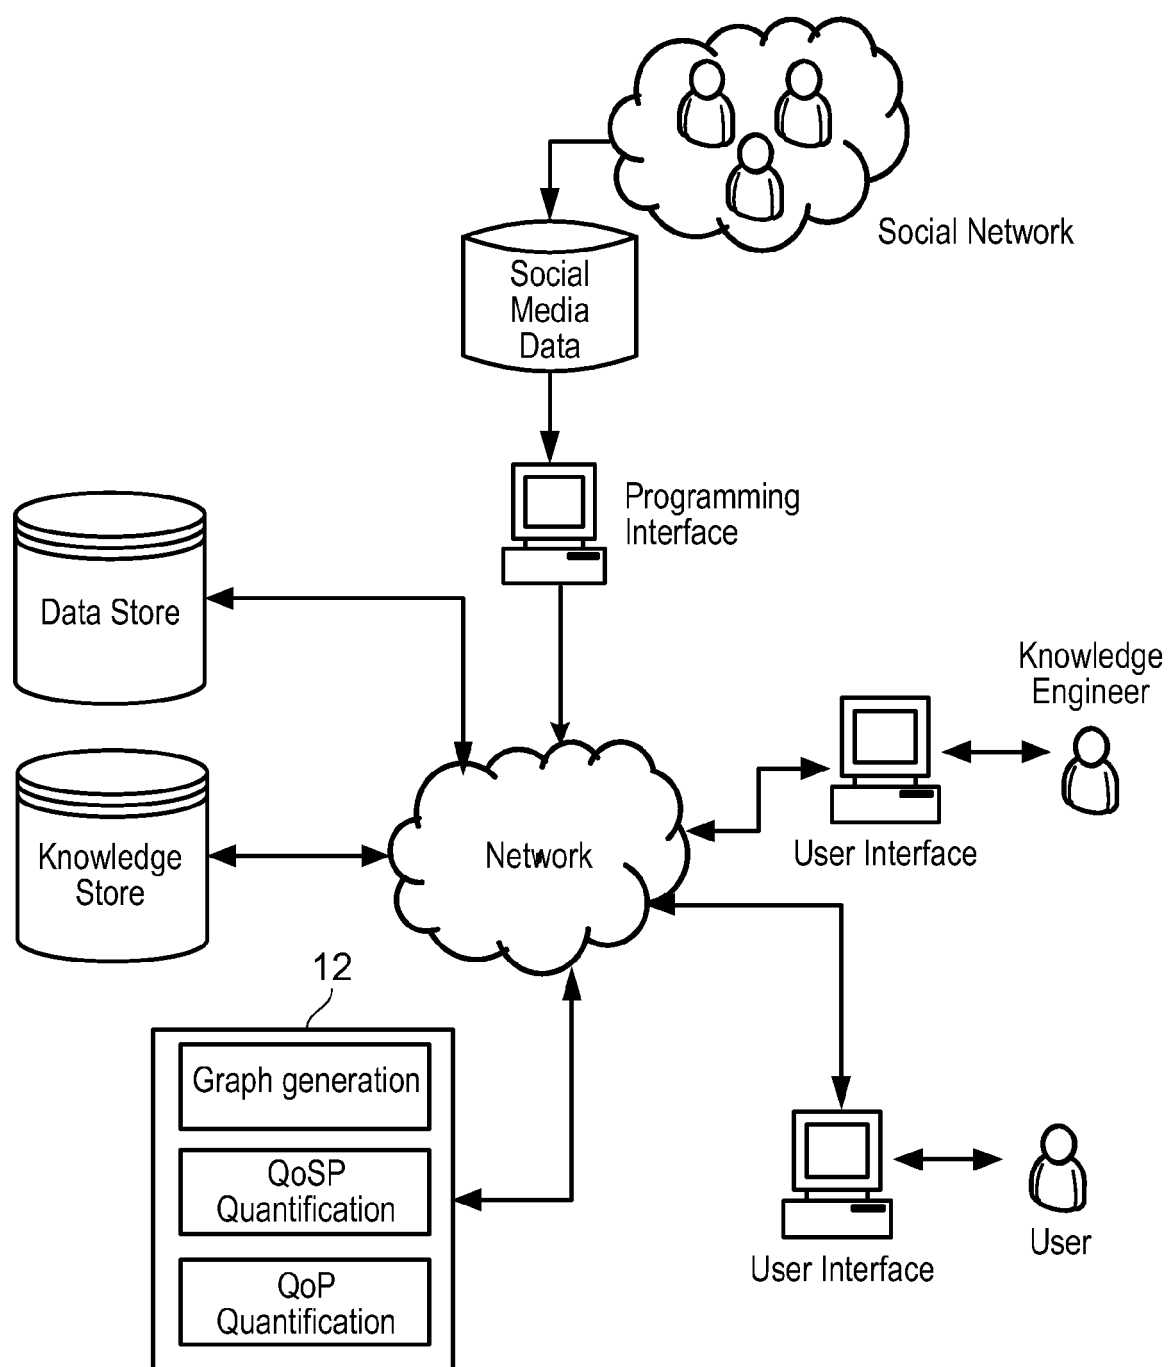 Social Network
Social
Media
Data
Programming
Interface
Data Store
Knowledge
Engineer
User Interface
Knowledge
Store
Network
12
Graph generation
QoSP
Quantification
QoP
Quantification
User Interface
User